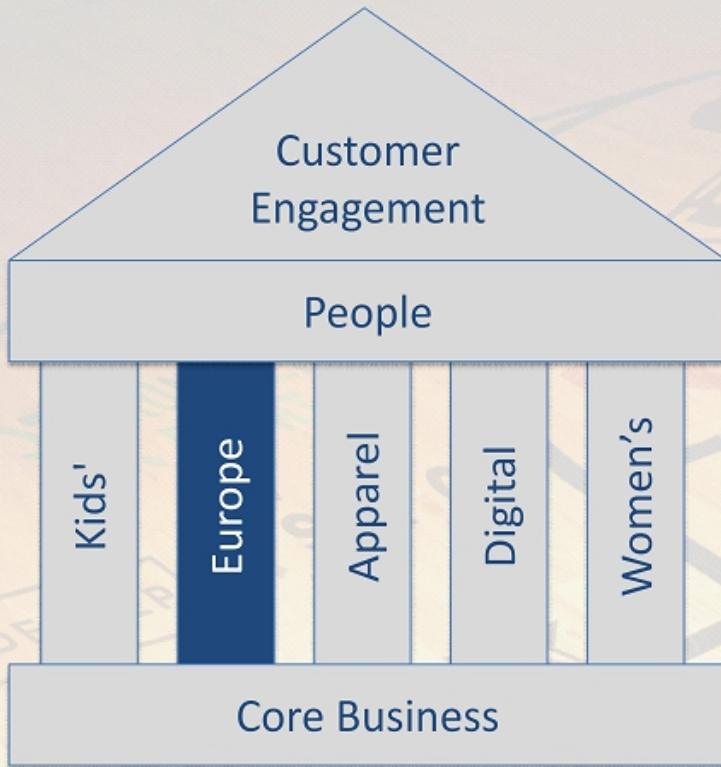 Customer
Engagement
People
Kids'
Europe
Apparel
Digital
Women’s
Core Business